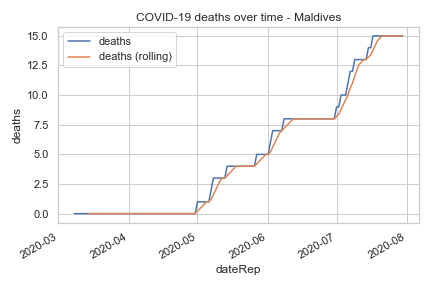 COVID-19 deaths over time - Maldives
deaths
deaths (rolling)
15.0
12.5
10.0
7.5
5.0
2.5
0.0
deaths
2020-03
2020-04
2020-05
2020-06
2020-07
2020-08
dateRep